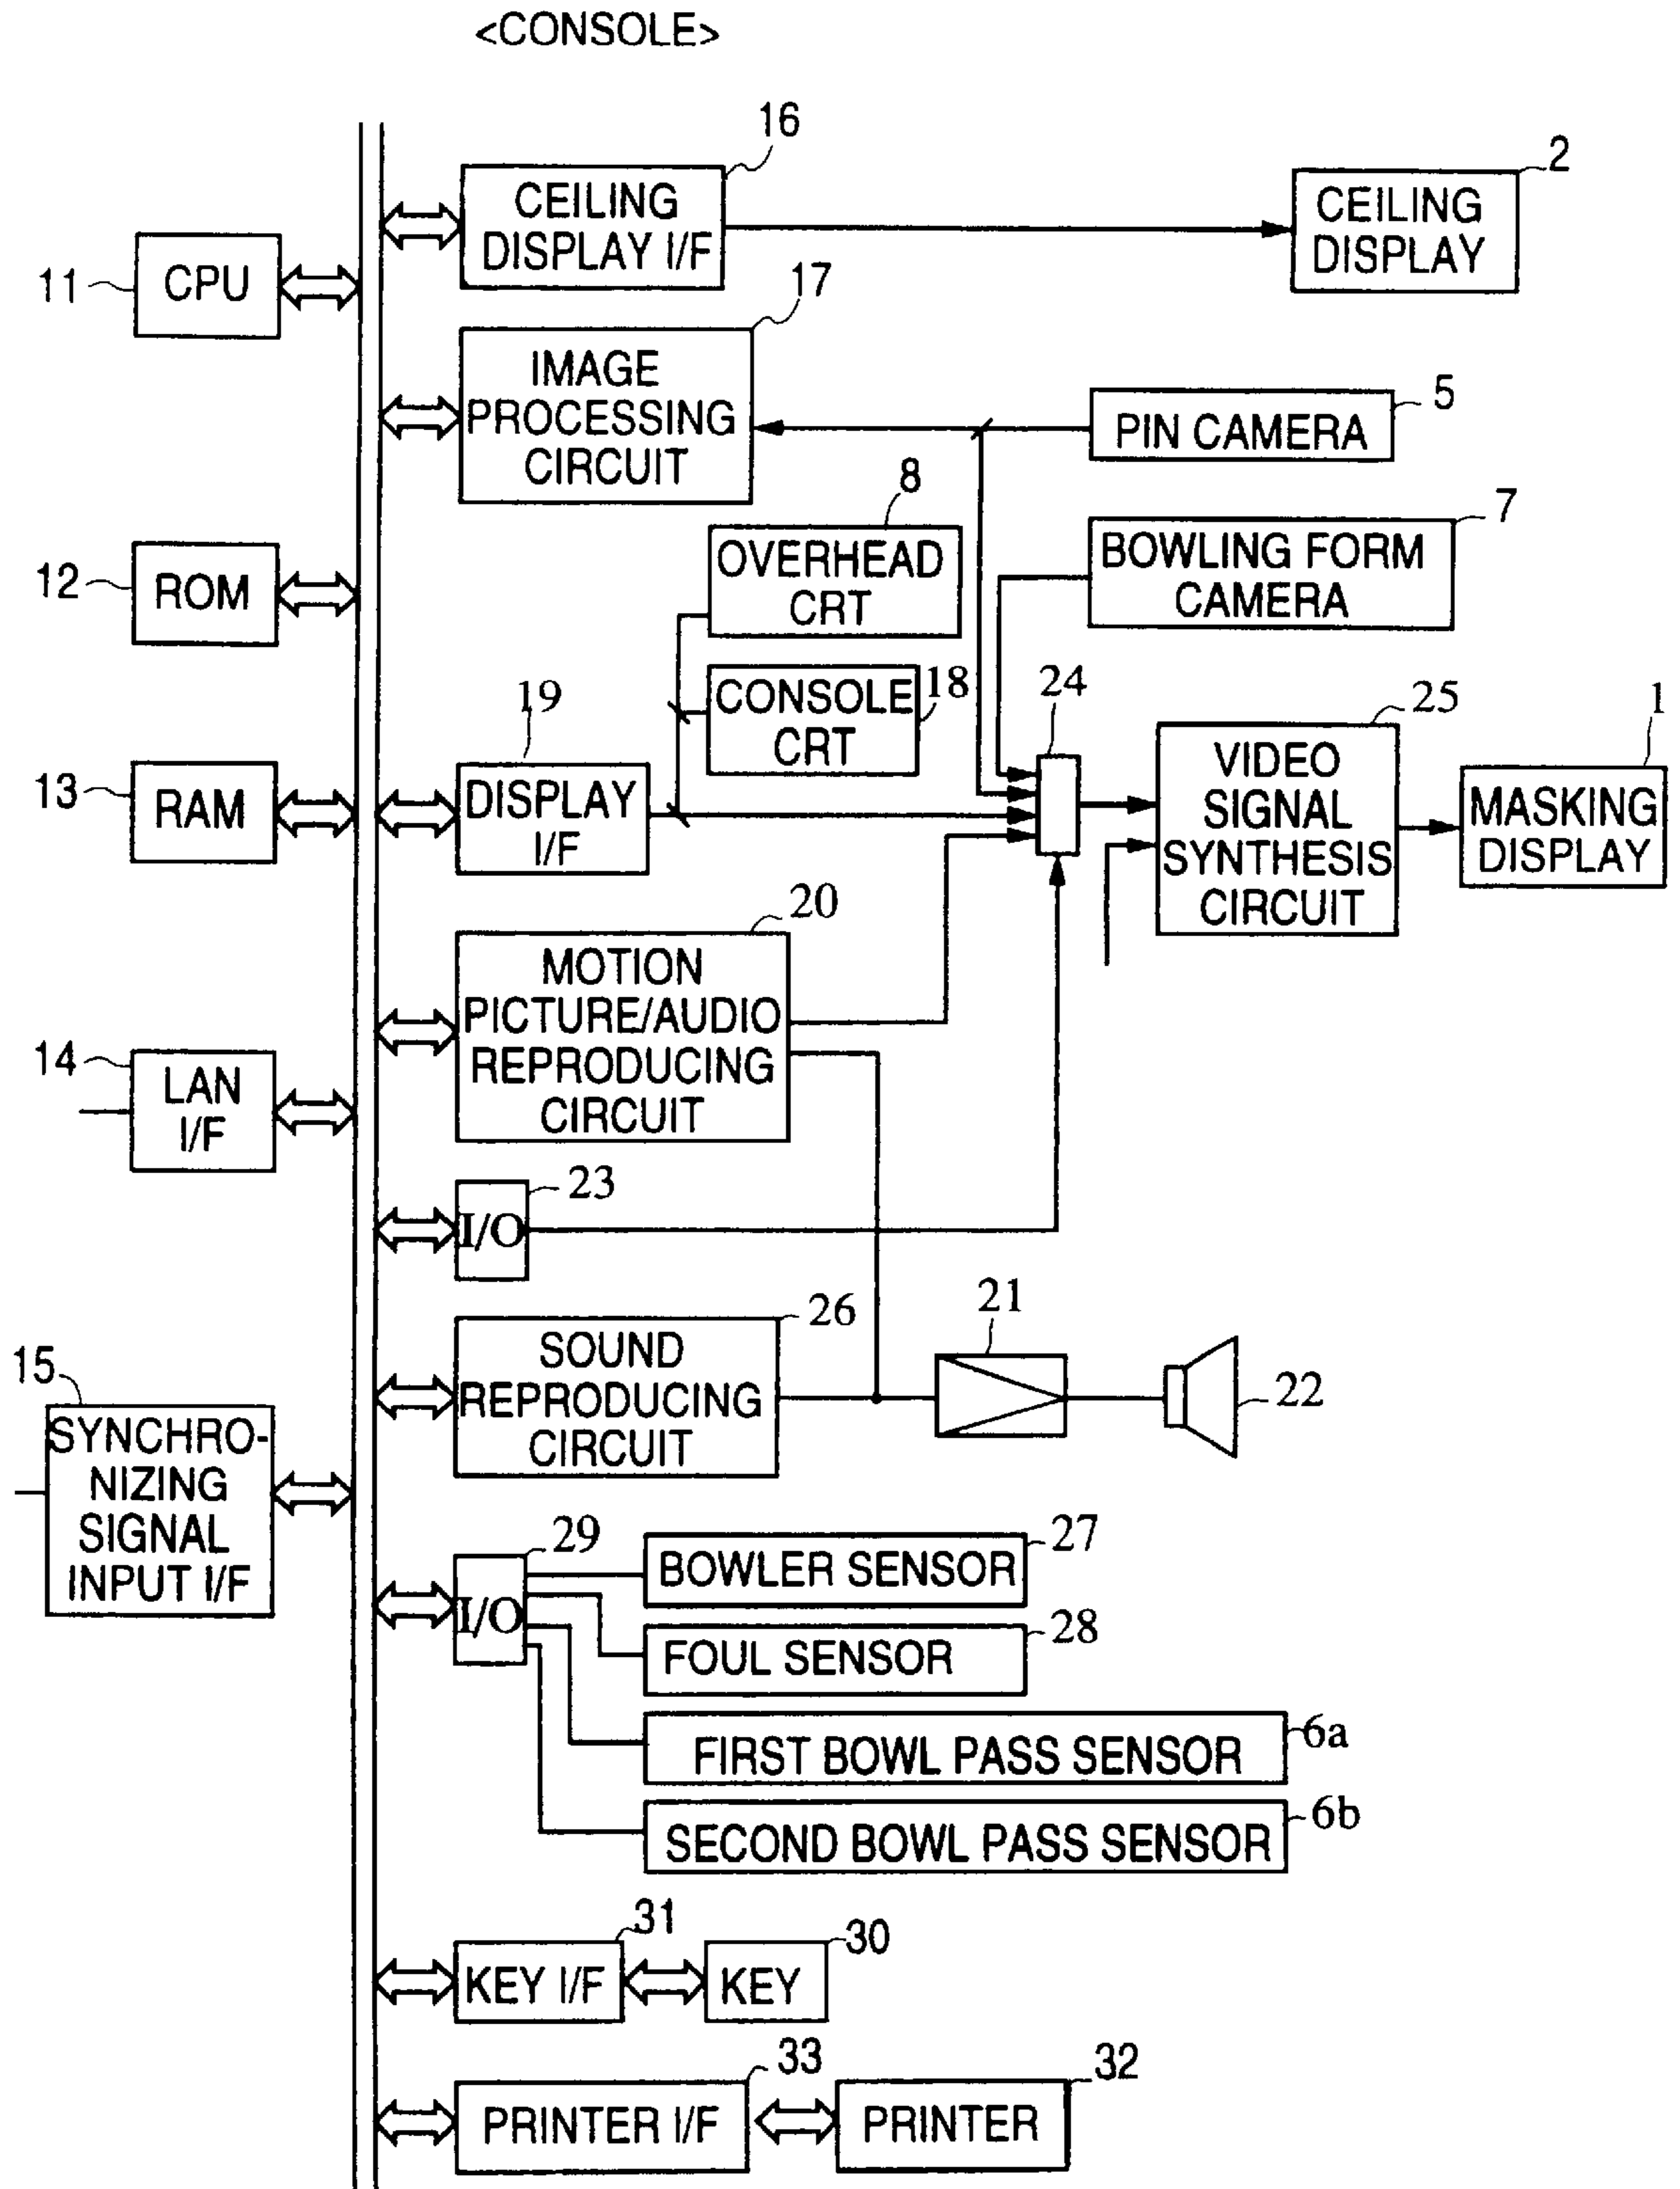 <CONSOLE>
16
CEILING
DISPLAY I/F
2
CEILING
DISPLAY
11
CPU
17
IMAGE
PROCESSING
CIRCUIT
5
PIN CAMERA
8
OVERHEAD
CRT
7
BOWLING FORM
CAMERA
12
ROM
18
CONSOLE
CRT
19
DISPLAY
I/F
24
25
VIDEO
SIGNAL
SYNTHESIS
CIRCUIT
1
MASKING
DISPLAY
13
RAM
20
MOTION
PICTURE/AUDIO
REPRODUCING
CIRCUIT
14
LAN
I/F
23
I/O
26
SOUND
REPRODUCING
CIRCUIT
21
22
15
SYNCHRO-
NIZING
SIGNAL
INPUT I/F
29
I/O
27
BOWLER SENSOR
28
FOUL SENSOR
6a
FIRST BOWL PASS SENSOR
6b
SECOND BOWL PASS SENSOR
31
KEY I/F
30
KEY
33
PRINTER I/F
32
PRINTER